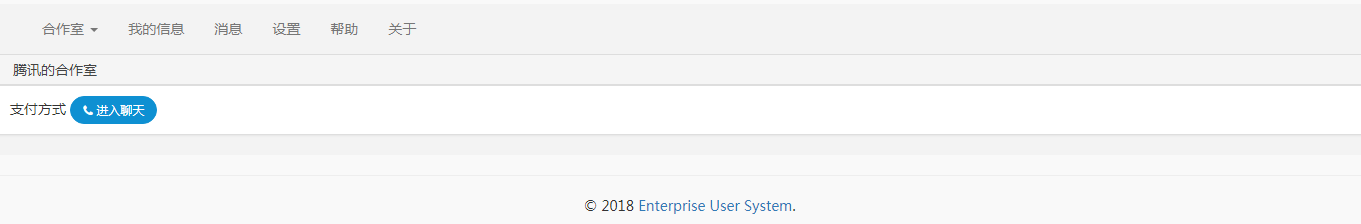 合作室 我的信息 消息 设置 帮助 关于
腾讯的合作室
支付方式 进入聊天
© 2018 Enterprise User System.